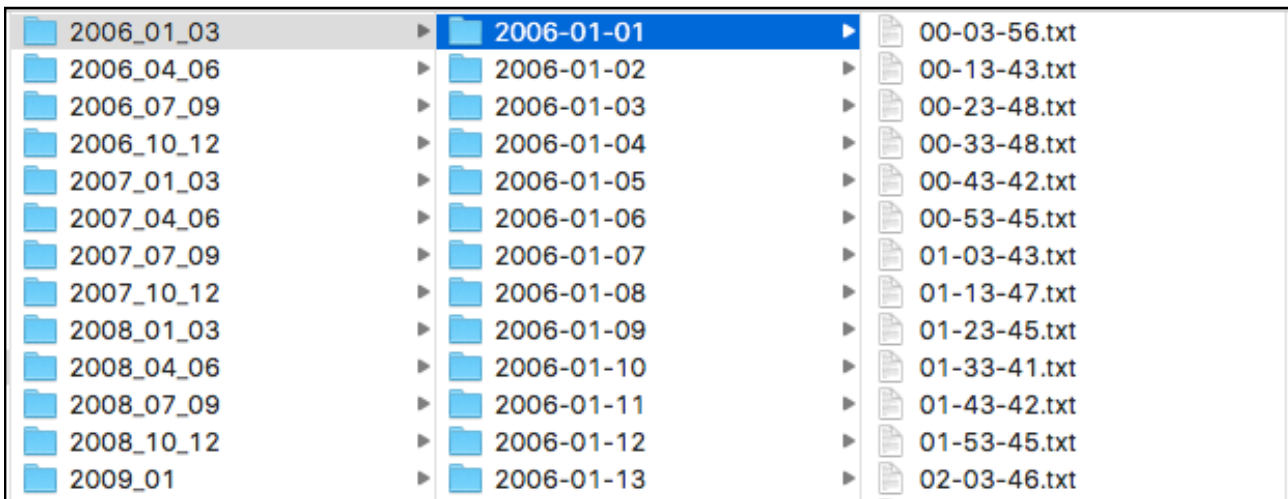 2006_01_03 2006-01-01 00-03-56.txt
2006_04_06 2006-01-02 00-13-43.txt
2006_07_09 2006-01-03 00-23-48.txt
2006_10_12 2006-01-04 00-33-48.txt
2007_01_03 2006-01-05 00-43-42.txt
2007_04_06 2006-01-06 00-53-45.txt
2007_07_09 2006-01-07 01-03-43.txt
2007_10_12 2006-01-08 01-13-47.txt
2008_01_03 2006-01-09 01-23-45.txt
2008_04_06 2006-01-10 01-33-41.txt
2008_07_09 2006-01-11 01-43-42.txt
2008_10_12 2006-01-12 01-53-45.txt
2009_01 2006-01-13 02-03-46.txt